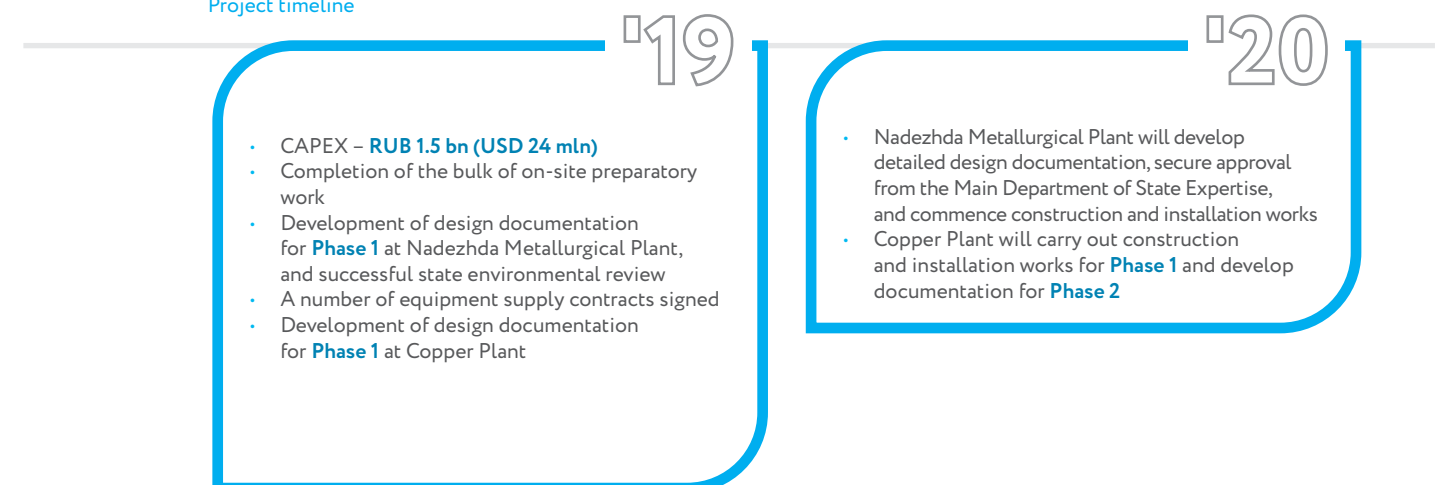 Project timeline
'19
• CAPEX – RUB 1.5 bn (USD 24 mln)
• Completion of the bulk of on-site preparatory
work
• Development of design documentation
for Phase 1 at Nadezhda Metallurgical Plant,
and successful state environmental review
• A number of equipment supply contracts signed
• Development of design documentation
for Phase 1 at Copper Plant
'20
• Nadezhda Metallurgical Plant will develop
detailed design documentation, secure approval
from the Main Department of State Expertise,
and commence construction and installation works
• Copper Plant will carry out construction
and installation works for Phase 1 and develop
documentation for Phase 2